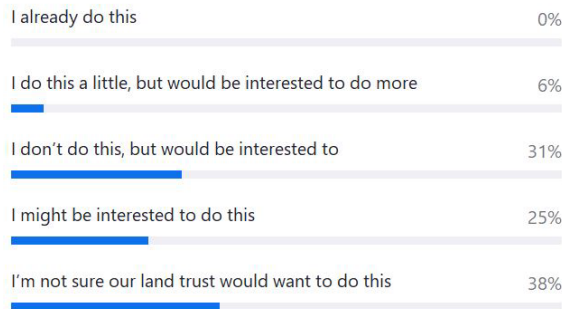 I already do this 0%
I do this a little, but would be interested to do more 6%
I don't do this, but would be interested to 31%
I might be interested to do this 25%
I'm not sure our land trust would want to do this 38%